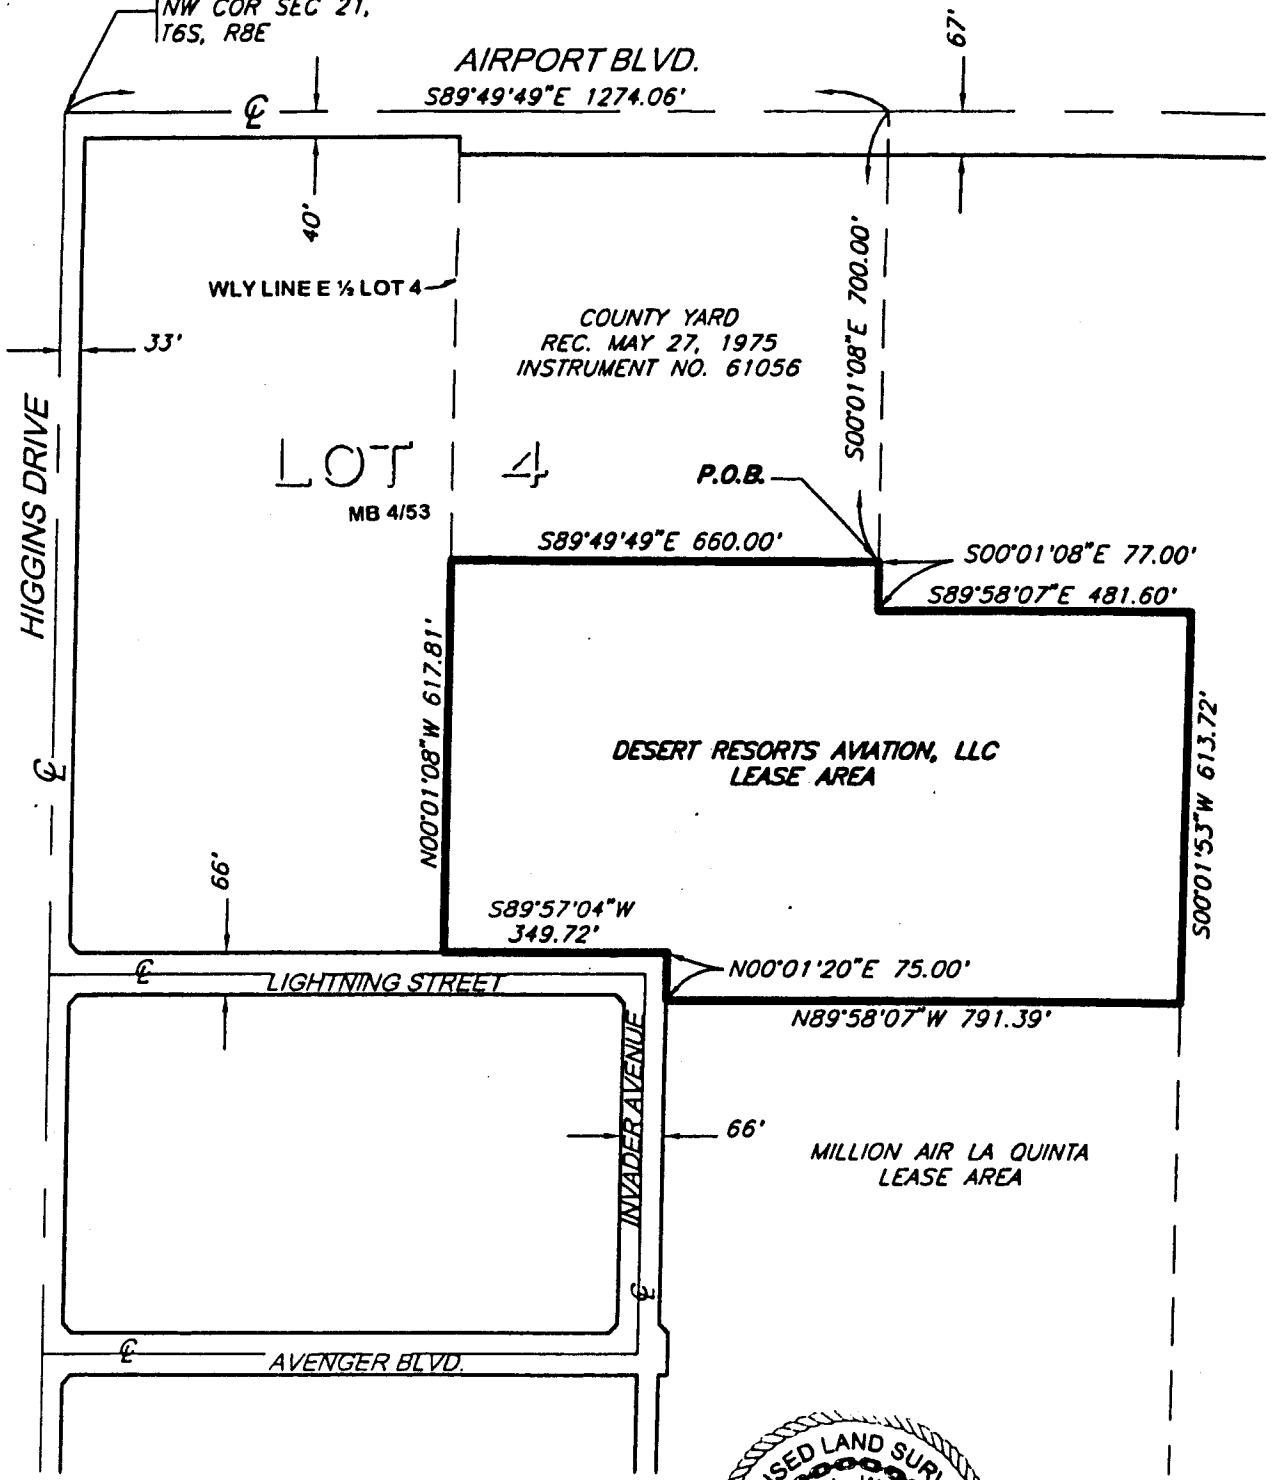 NW COR SEC 21,
T6S, R8E
67'
AIRPORT BLVD.
S89°49'49"E 1274.06'
℄
40'
WLY LINE E ½ LOT 4
S00°01'08"E 700.00'
COUNTY YARD
REC. MAY 27, 1975
INSTRUMENT NO. 61056
33'
HIGGINS DRIVE
LOT 4
MB 4/53
P.O.B.
S89°49'49"E 660.00'
S00°01'08"E 77.00'
S89°58'07"E 481.60'
N00°01'08"W 617.81'
DESERT RESORTS AVIATION, LLC
LEASE AREA
S00°01'53"W 613.72'
℄
66'
S89°57'04"W
349.72'
N00°01'20"E 75.00'
℄
LIGHTNING STREET
N89°58'07"W 791.39'
INVADER AVENUE
66'
MILLION AIR LA QUINTA
LEASE AREA
℄
℄
AVENGER BLVD.
LAND